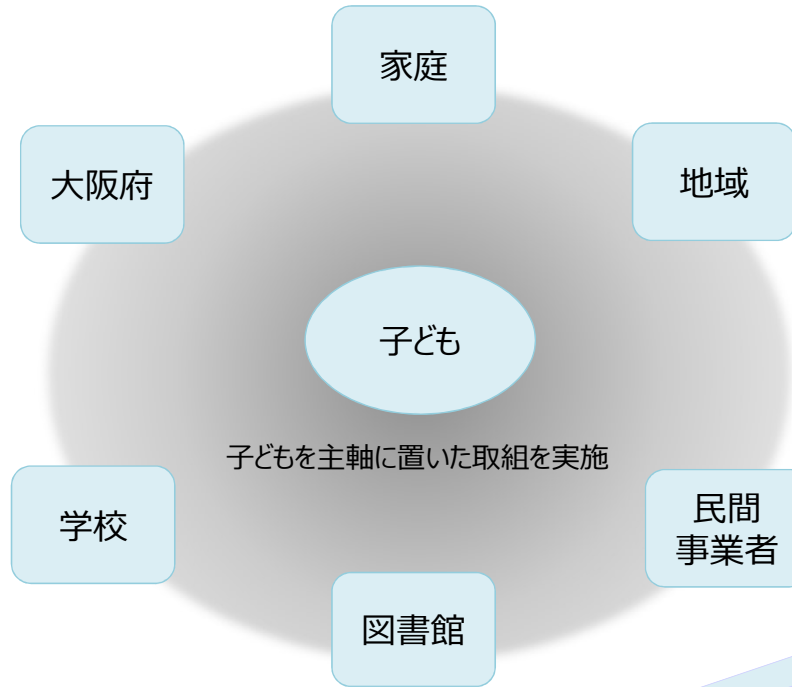 家庭
大阪府
地域
子ども
子どもを主軸に置いた取組を実施
学校
民間
事業者
図書館